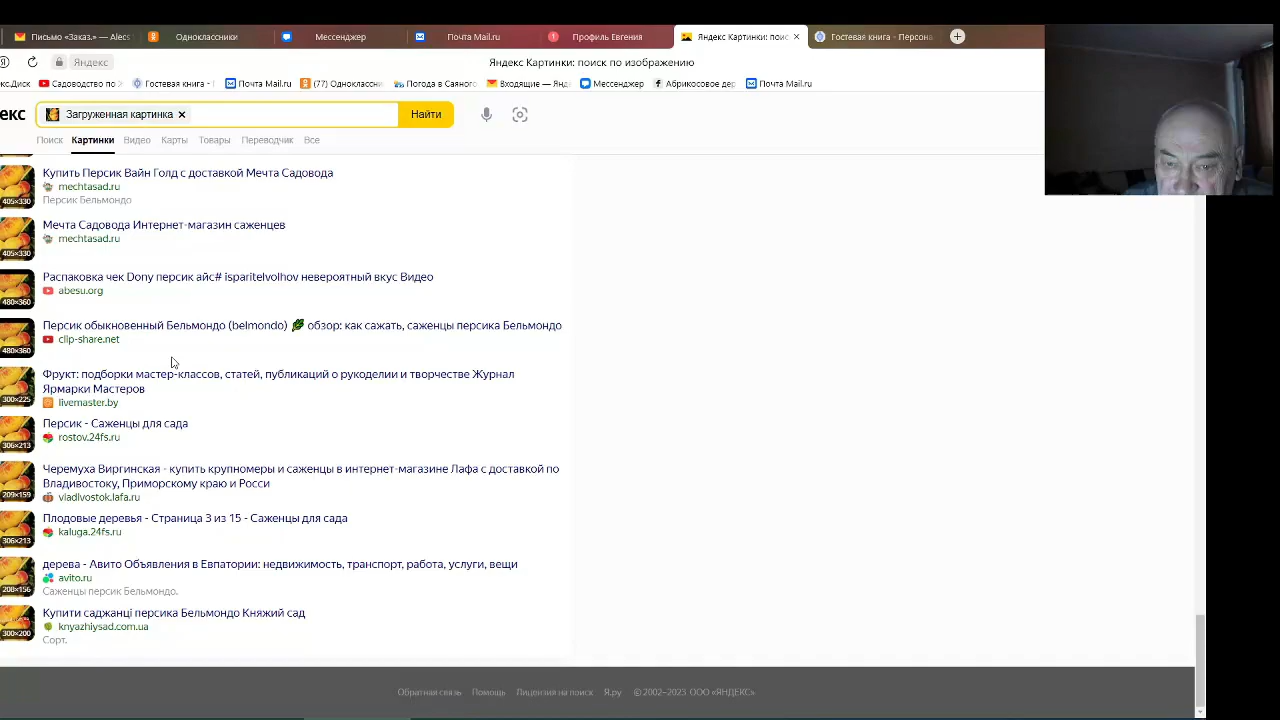 Письмо «Заказ.» — Alecs
Одноклассники
Мессенджер
Почта Mail.ru
1 Профиль Евгения
Яндекс Картинки: поис
Гостевая книга - Персона
Яндекс
Яндекс Картинки: поиск по изображению
кс.Диск
Садоводство по З
Гостевая книга - П
Почта Mail.ru
(77) Одноклассн
Погода в Саяного
Входящие — Янд
Мессенджер
Абрикосовое дер
Почта Mail.ru
екс
Загруженная картинка
Найти
Поиск
Картинки
Видео
Карты
Товары
Переводчик
Все
405×330
Купить Персик Вайн Голд с доставкой Мечта Садовода
mechtasad.ru
Персик Бельмондо
405×330
Мечта Садовода Интернет-магазин саженцев
mechtasad.ru
480×360
Распаковка чек Dony персик айс# isparitelvolhov невероятный вкус Видео
abesu.org
480×360
Персик обыкновенный Бельмондо (belmondo) 🌿 обзор: как сажать, саженцы персика Бельмондо
clip-share.net
300×225
Фрукт: подборки мастер-классов, статей, публикаций о рукоделии и творчестве Журнал
Ярмарки Мастеров
livemaster.by
306×213
Персик - Саженцы для сада
rostov.24fs.ru
209×159
Черемуха Виргинская - купить крупномеры и саженцы в интернет-магазине Лафа с доставкой по
Владивостоку, Приморскому краю и Росси
vladivostok.lafa.ru
306×213
Плодовые деревья - Страница 3 из 15 - Саженцы для сада
kaluga.24fs.ru
208×156
дерева - Авито Объявления в Евпатории: недвижимость, транспорт, работа, услуги, вещи
avito.ru
Саженцы персик Бельмондо.
300×200
Купити саджанці персика Бельмондо Княжий сад
knyazhiysad.com.ua
Сорт.
Обратная связь
Помощь
Лицензия на поиск
Я.ру
© 2002–2023 ООО «ЯНДЕКС»